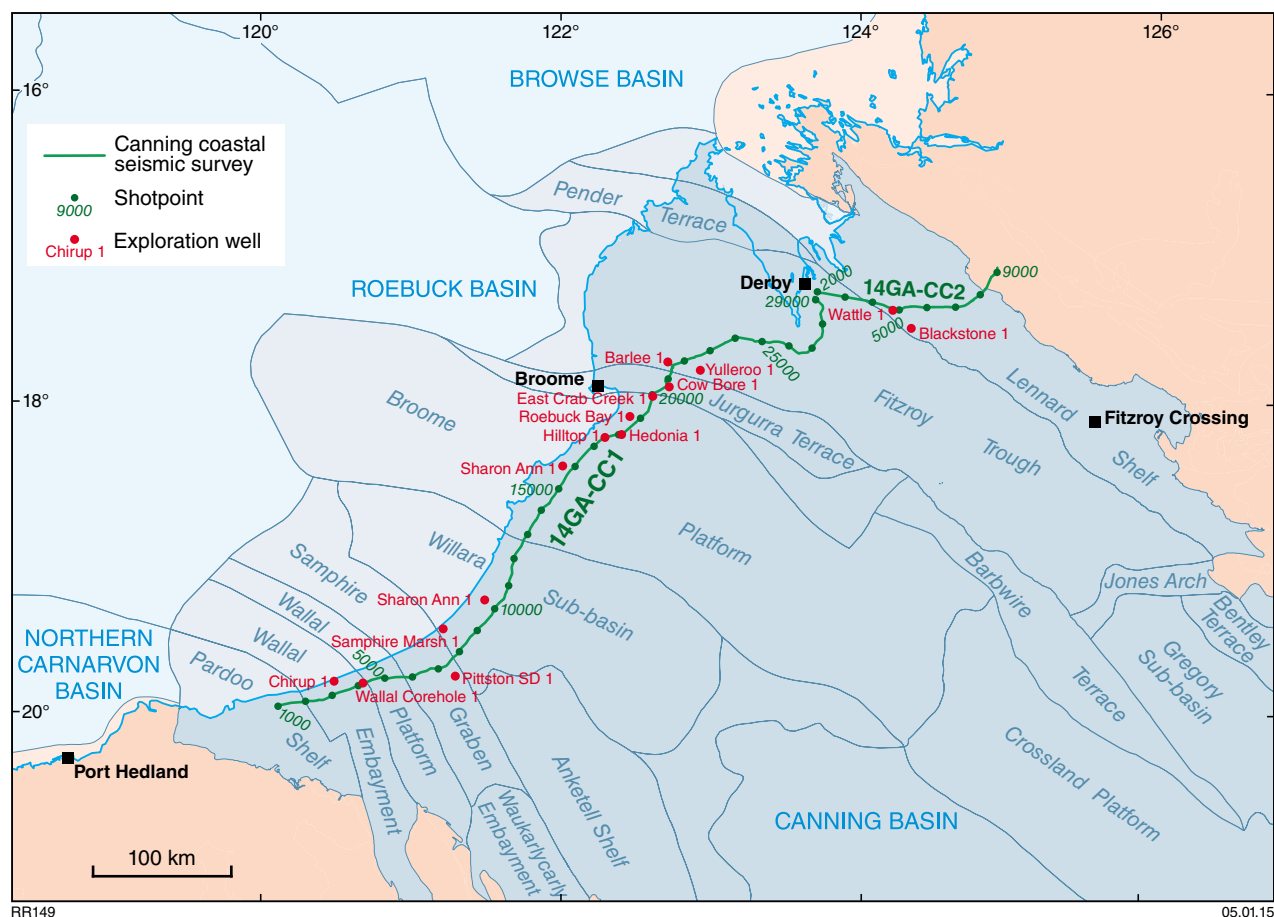 120°
122°
124°
126°
16°
18°
20°
BROWSE BASIN
Canning coastal
seismic survey
9000
Shotpoint
Chirup 1
Exploration well
Pender
Terrace
ROEBUCK BASIN
Derby
2000
29000
14GA-CC2
9000
Wattle 1
5000
Blackstone 1
Barlee 1
25000
Yulleroo 1
Broome
Cow Bore 1
East Crab Creek 1
20000
Broome
Roebuck Bay 1
Jurgurra Terrace
Fitzroy
Trough
Lennard
Shelf
Fitzroy Crossing
Hilltop 1
Hedonia 1
Sharon Ann 1
15000
14GA-CC1
Platform
Willara
Sub-basin
Samphire
Barbwire
Terrace
Jones Arch
Bentley
Terrace
Gregory
Sub-basin
Sharon Ann 1
10000
Wallal
Samphire Marsh 1
NORTHERN
CARNARVON
BASIN
Wallal
Pardoo
5000
Chirup 1
Pittston SD 1
Wallal Corehole 1
1000
Shelf
Embayment
Platform
Graben
Anketell Shelf
Waukarlycarly
Embayment
Crossland Platform
Port Hedland
CANNING BASIN
100 km
RR149
05.01.15